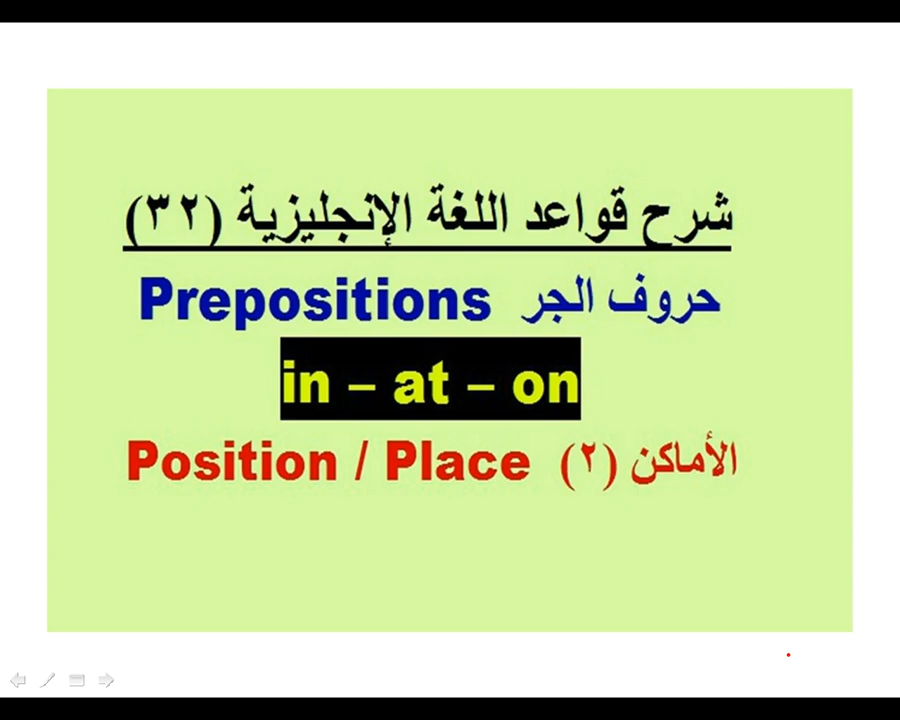 شرح قواعد اللغة الإنجليزية (٣٢)
حروف الجر Prepositions
in – at – on
الأماكن (٢) Position / Place